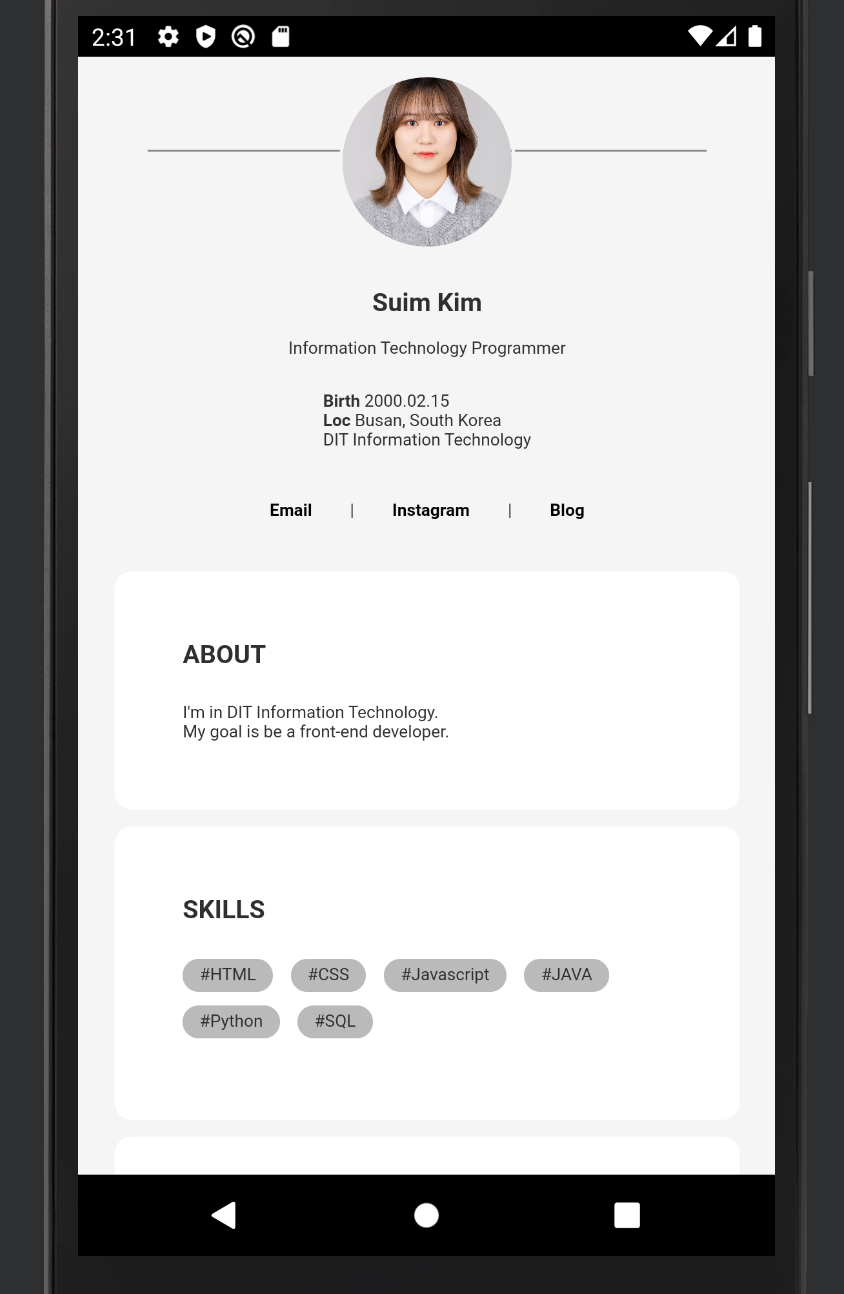 2:31
Suim Kim
Information Technology Programmer
Birth 2000.02.15
Loc Busan, South Korea
DIT Information Technology
Email | Instagram | Blog
ABOUT
I'm in DIT Information Technology.
My goal is be a front-end developer.
SKILLS
#HTML #CSS #Javascript #JAVA
#Python #SQL